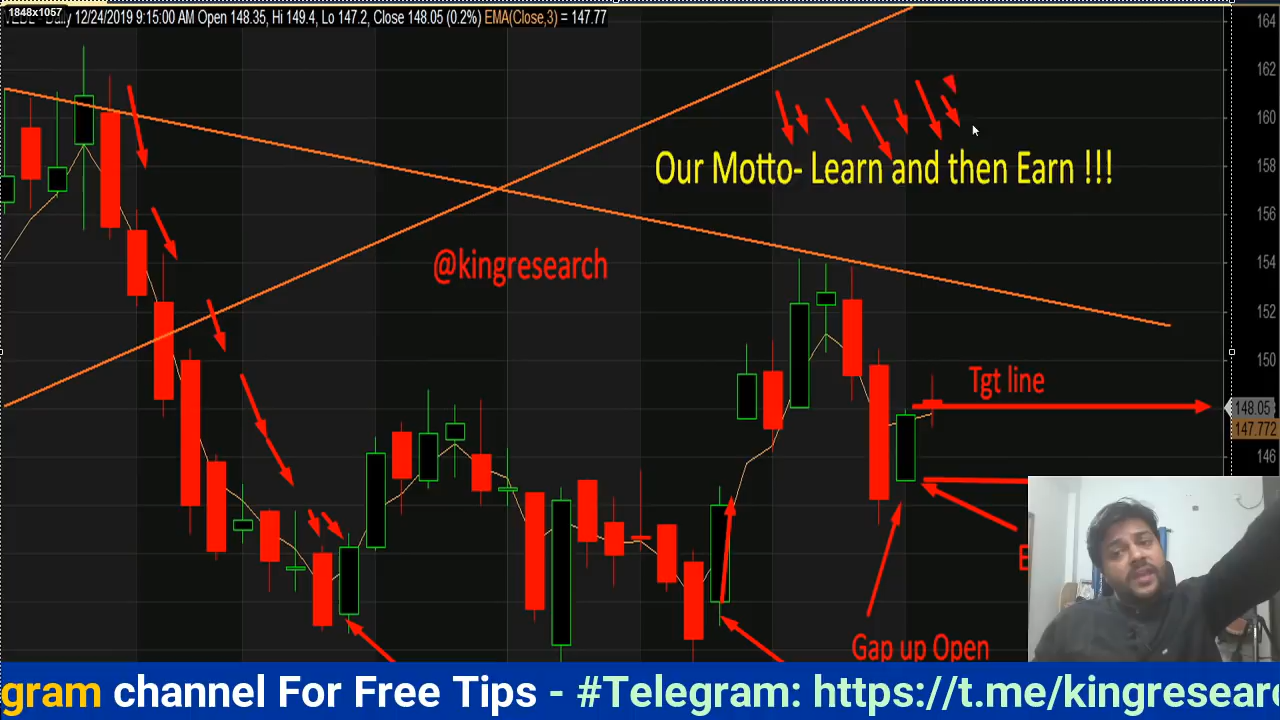 1848x1057
12/24/2019 9:15:00 AM Open 148.35, Hi 149.4, Lo 147.2, Close 148.05 (0.2%) EMA(Close,3) = 147.77
164
162
160
Our Motto- Learn and then Earn !!!
158
156
@kingresearch
154
152
150
Tgt line
148.05
147.772
146
Gap up Open
gram channel For Free Tips - #Telegram: https://t.me/kingresearc